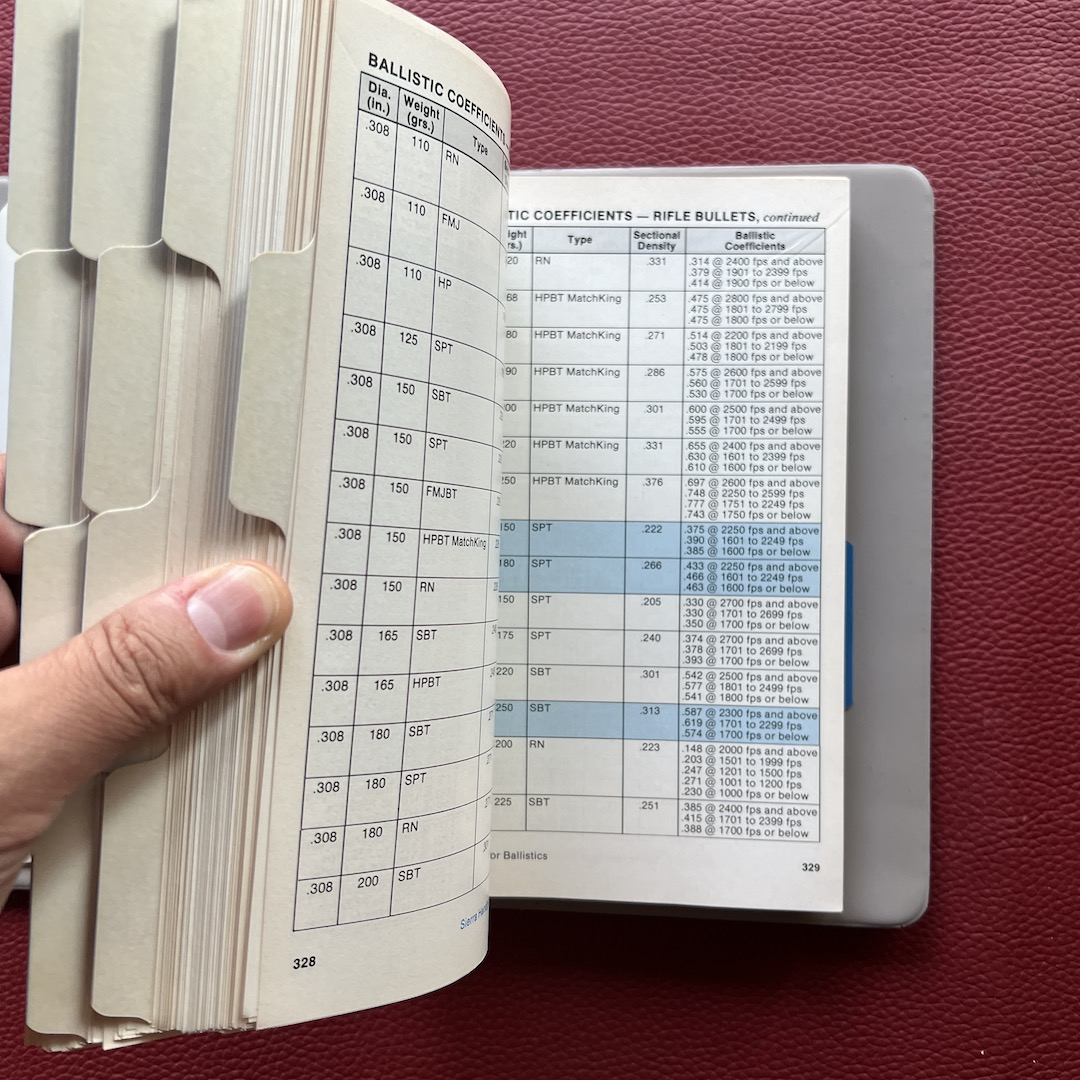 BALLISTIC COEFFICIENTS
Dia. (in.) Weight (grs.) Type
.308 110 RN
.308 110 FMJ
.308 110 HP
.308 125 SPT
.308 150 SBT
.308 150 SPT
.308 150 FMJBT
.308 150 HPBT MatchKing
.308 150 RN
.308 165 SBT
.308 165 HPBT
.308 180 SBT
.308 180 SPT
.308 180 RN
.308 200 SBT
Sierra
328
TIC COEFFICIENTS — RIFLE BULLETS, continued
ight rs.) Type Sectional Density Ballistic Coefficients
20 RN .331 .314 @ 2400 fps and above
.379 @ 1901 to 2399 fps
.414 @ 1900 fps or below
68 HPBT MatchKing .253 .475 @ 2800 fps and above
.475 @ 1801 to 2799 fps
.475 @ 1800 fps or below
80 HPBT MatchKing .271 .514 @ 2200 fps and above
.503 @ 1801 to 2199 fps
.478 @ 1800 fps or below
90 HPBT MatchKing .286 .575 @ 2600 fps and above
.560 @ 1701 to 2599 fps
.530 @ 1700 fps or below
00 HPBT MatchKing .301 .600 @ 2500 fps and above
.595 @ 1701 to 2499 fps
.555 @ 1700 fps or below
20 HPBT MatchKing .331 .655 @ 2400 fps and above
.630 @ 1601 to 2399 fps
.610 @ 1600 fps or below
250 HPBT MatchKing .376 .697 @ 2600 fps and above
.748 @ 2250 to 2599 fps
.777 @ 1751 to 2249 fps
.743 @ 1750 fps or below
150 SPT .222 .375 @ 2250 fps and above
.390 @ 1601 to 2249 fps
.385 @ 1600 fps or below
180 SPT .266 .433 @ 2250 fps and above
.466 @ 1601 to 2249 fps
.463 @ 1600 fps or below
150 SPT .205 .330 @ 2700 fps and above
.330 @ 1701 to 2699 fps
.350 @ 1700 fps or below
175 SPT .240 .374 @ 2700 fps and above
.378 @ 1701 to 2699 fps
.393 @ 1700 fps or below
220 SBT .301 .542 @ 2500 fps and above
.577 @ 1801 to 2499 fps
.541 @ 1800 fps or below
250 SBT .313 .587 @ 2300 fps and above
.619 @ 1701 to 2299 fps
.574 @ 1700 fps or below
200 RN .223 .148 @ 2000 fps and above
.203 @ 1501 to 1999 fps
.247 @ 1201 to 1500 fps
.271 @ 1001 to 1200 fps
.230 @ 1000 fps or below
225 SBT .251 .385 @ 2400 fps and above
.415 @ 1701 to 2399 fps
.388 @ 1700 fps or below
or Ballistics
329